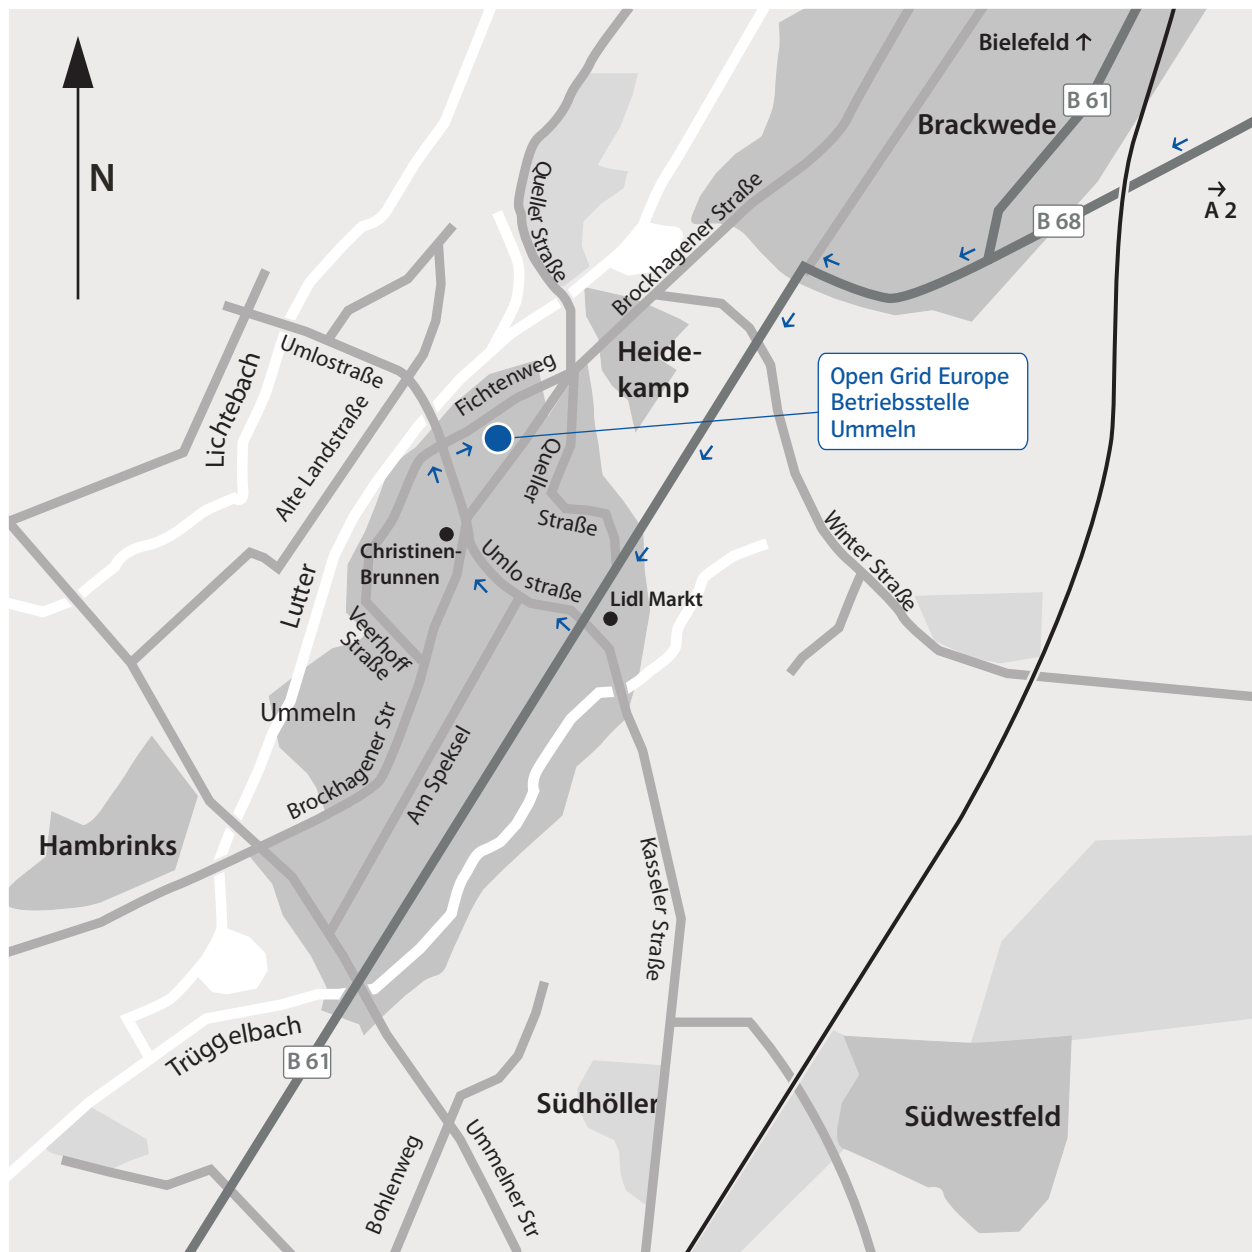 Bielefeld ↑
B 61
Brackwede
N
→
A 2
B 68
Queller Straße
Brockhagener Straße
Umlostraße
Heide-
kamp
Fichtenweg
Open Grid Europe
Betriebsstelle
Ummeln
Lichtebach
Alte Landstraße
Queller
Straße
Christinen-
Brunnen
Umlo straße
Winter Straße
Lutter
Lidl Markt
Veerhoff
Straße
Ummeln
Brockhagener Str
Am Speksel
Hambrinks
Kasseler Straße
Trüggelbach
B 61
Südhöller
Südwestfeld
Bohlenweg
Ummelner Str